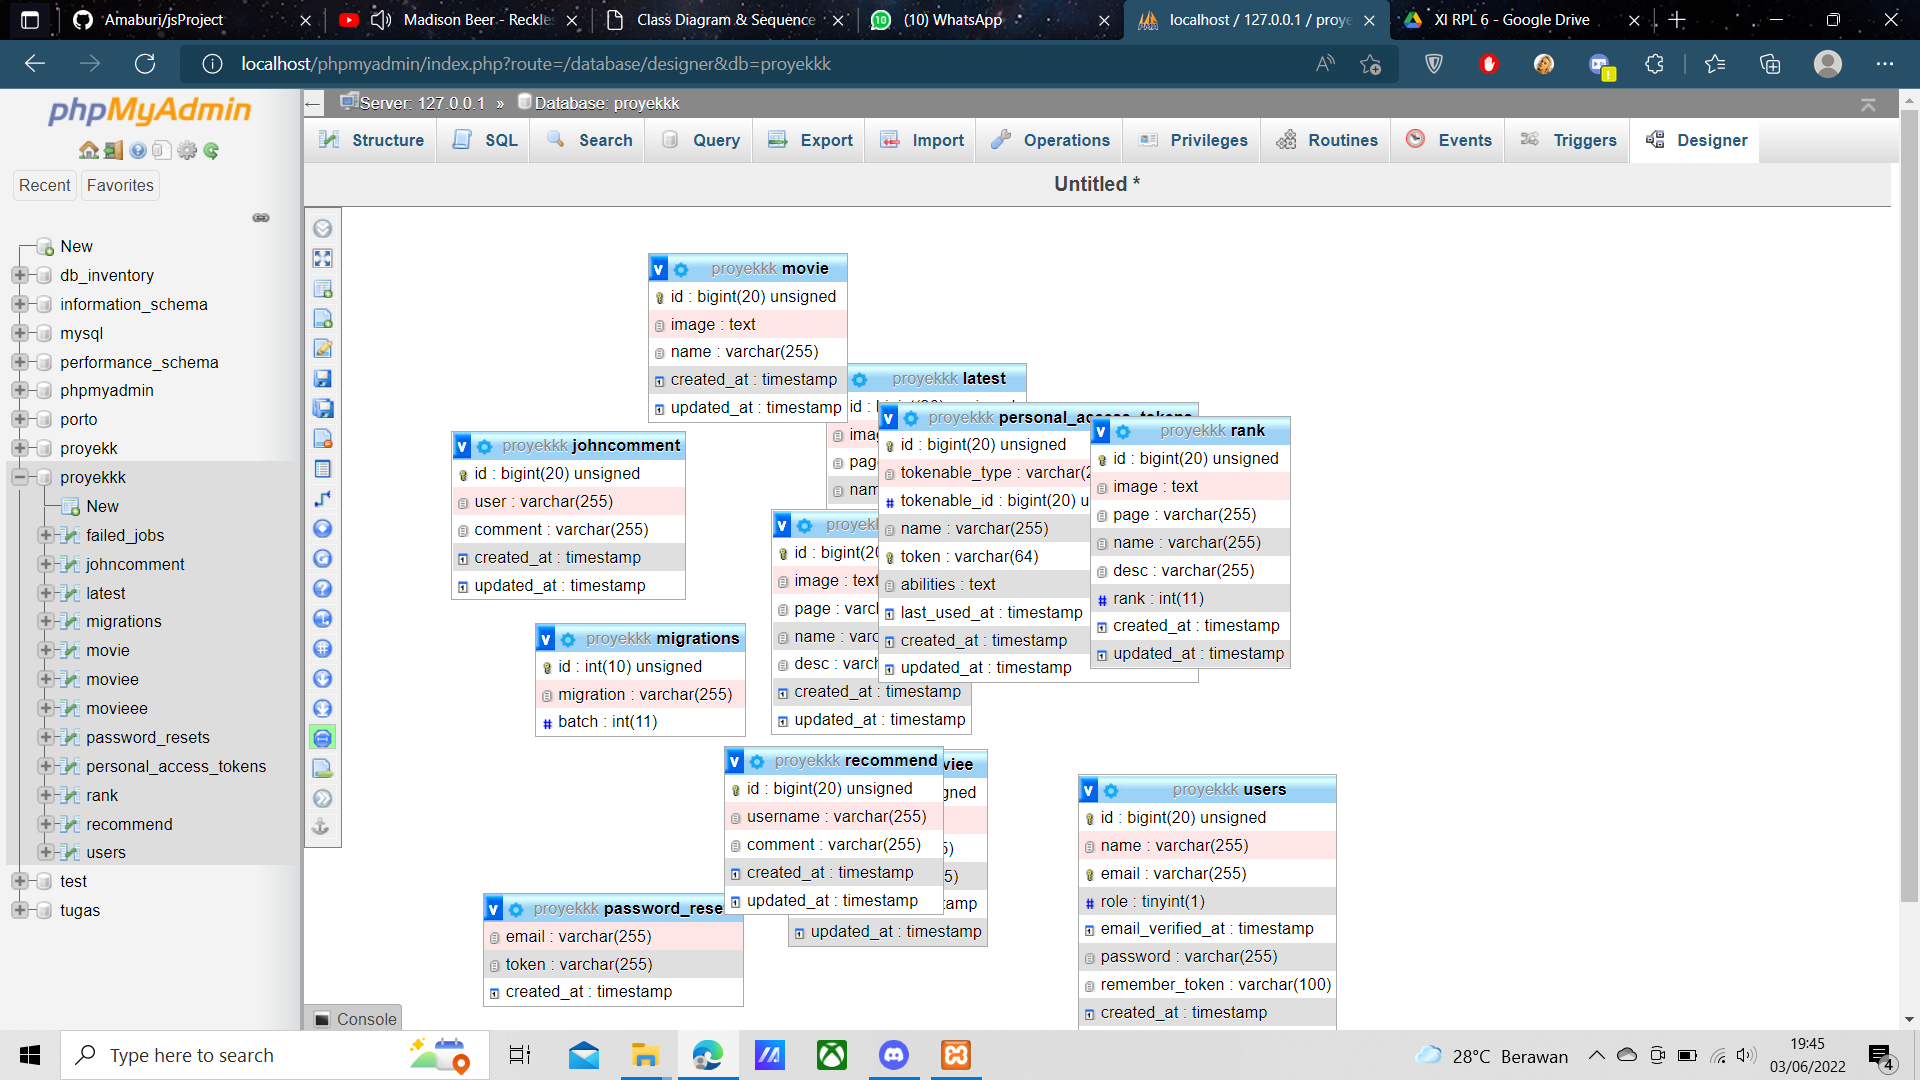 Amaburi/jsProject
Madison Beer - Reckle
Class Diagram & Sequence
(10) WhatsApp
localhost / 127.0.0.1 / proye
XI RPL 6 - Google Drive
localhost/phpmyadmin/index.php?route=/database/designer&db=proyekkk
phpMyAdmin
Recent
Favorites
New
db_inventory
information_schema
mysql
performance_schema
phpmyadmin
porto
proyekk
proyekkk
New
failed_jobs
johncomment
latest
migrations
movie
moviee
movieee
password_resets
personal_access_tokens
rank
recommend
users
test
tugas
Server: 127.0.0.1 » Database: proyekkk
Structure
SQL
Search
Query
Export
Import
Operations
Privileges
Routines
Events
Triggers
Designer
Untitled *
proyekkk movie
id : bigint(20) unsigned
image : text
name : varchar(255)
created_at : timestamp
updated_at : timestamp
proyekkk latest
id :
proyekkk johncomment
id : bigint(20) unsigned
user : varchar(255)
comment : varchar(255)
created_at : timestamp
updated_at : timestamp
proyekkk personal_access_tokens
id : bigint(20) unsigned
tokenable_type : varchar(2
tokenable_id : bigint(20) u
name : varchar(255)
token : varchar(64)
abilities : text
last_used_at : timestamp
created_at : timestamp
updated_at : timestamp
proyekkk rank
id : bigint(20) unsigned
image : text
page : varchar(255)
name : varchar(255)
desc : varchar(255)
rank : int(11)
created_at : timestamp
updated_at : timestamp
id : bigint(20
image : text
page : varch
name : varc
desc : varch
created_at : timestamp
updated_at : timestamp
proyekkk migrations
id : int(10) unsigned
migration : varchar(255)
batch : int(11)
proyekkk recommend
id : bigint(20) unsigned
username : varchar(255)
comment : varchar(255)
created_at : timestamp
updated_at : timestamp
viee
gned
5)
tamp
updated_at : timestamp
proyekkk password_rese
email : varchar(255)
token : varchar(255)
created_at : timestamp
proyekkk users
id : bigint(20) unsigned
name : varchar(255)
email : varchar(255)
role : tinyint(1)
email_verified_at : timestamp
password : varchar(255)
remember_token : varchar(100)
created_at : timestamp
Console
Type here to search
28°C Berawan
19:45
03/06/2022
4